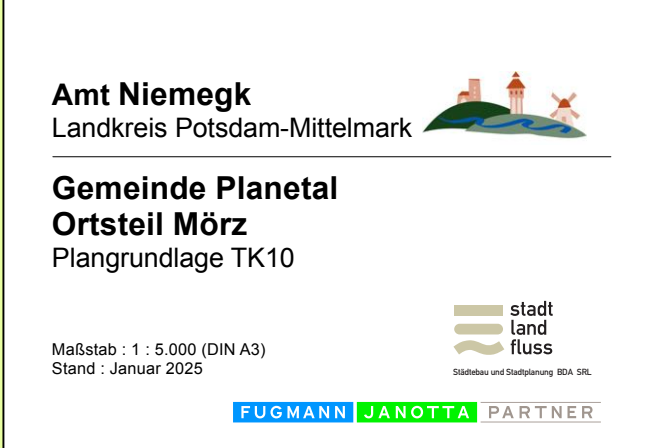 Amt Niemegk
Landkreis Potsdam-Mittelmark
Gemeinde Planetal
Ortsteil Mörz
Plangrundlage TK10
Maßstab : 1 : 5.000 (DIN A3)
Stand : Januar 2025
stadt
land
fluss
Städtebau und Stadtplanung BDA SRL
FUGMANN JANOTTA PARTNER